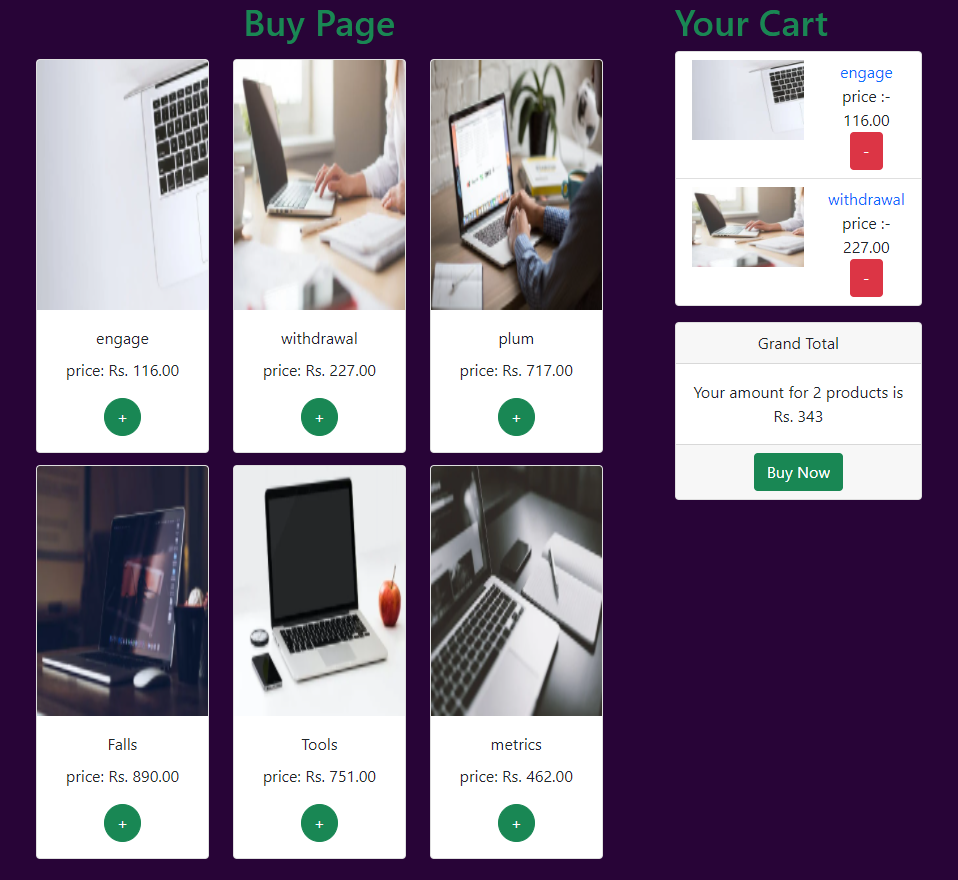 Buy Page
engage
price: Rs. 116.00
+
withdrawal
price: Rs. 227.00
+
plum
price: Rs. 717.00
+
Falls
price: Rs. 890.00
+
Tools
price: Rs. 751.00
+
metrics
price: Rs. 462.00
+
Your Cart
engage
price :-
116.00
-
withdrawal
price :-
227.00
-
Grand Total
Your amount for 2 products is
Rs. 343
Buy Now